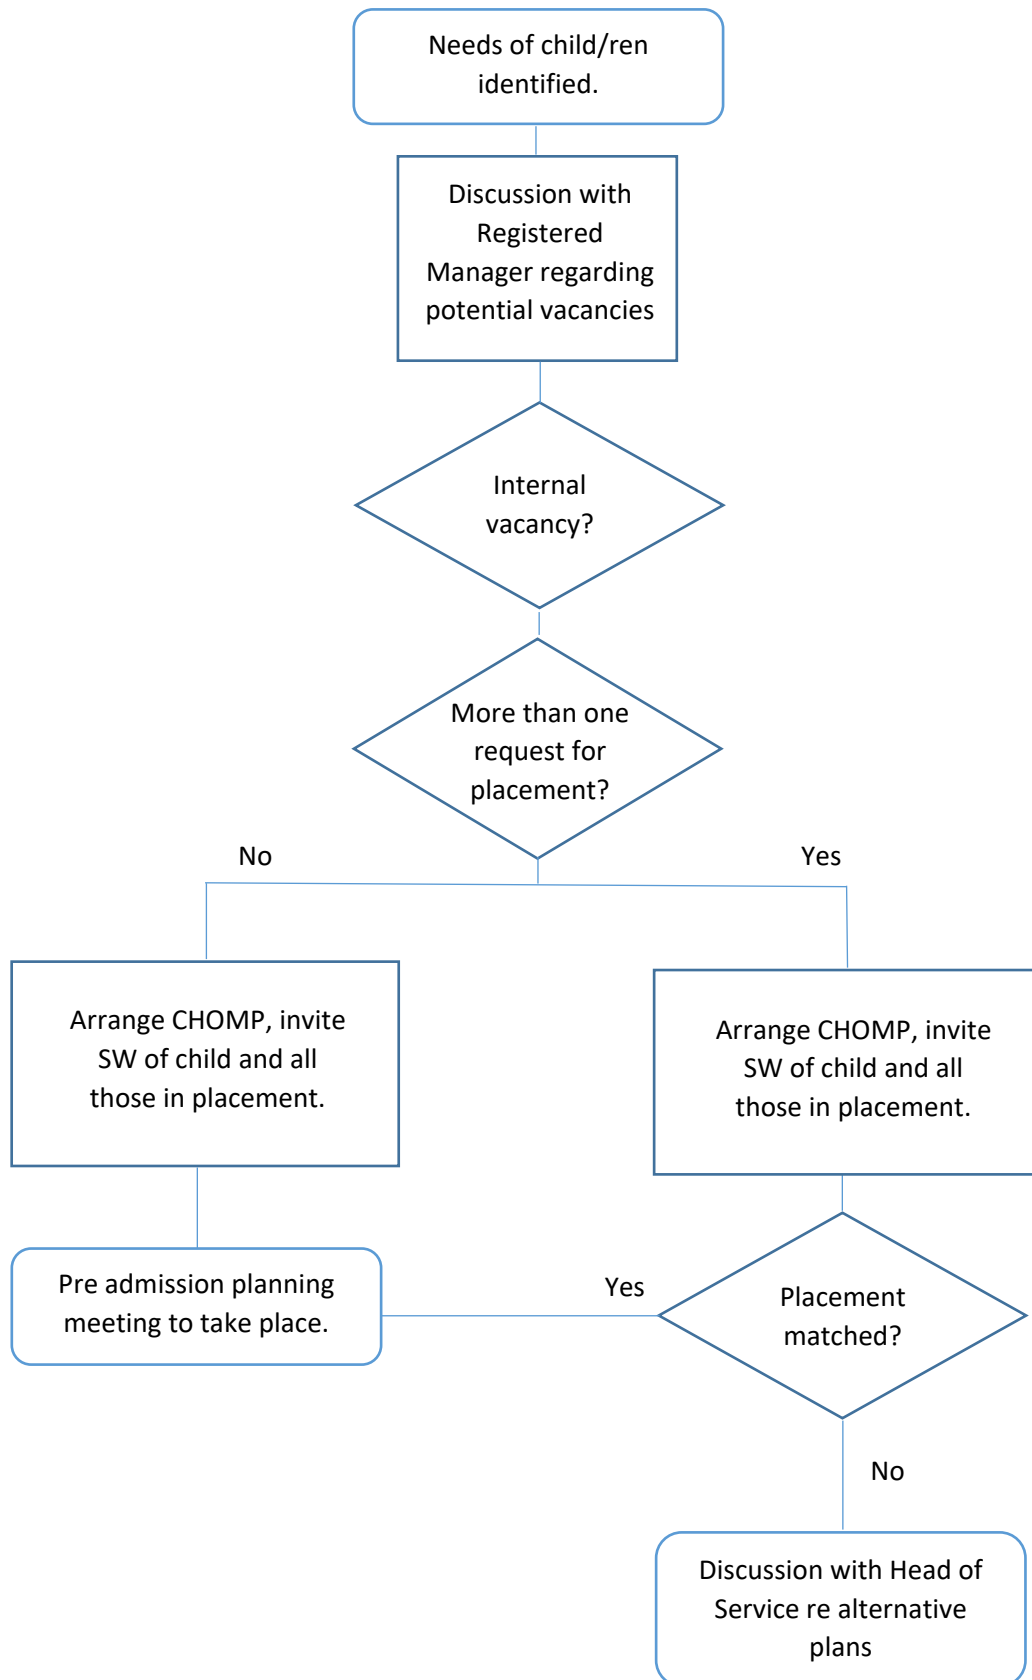 Needs of child/ren
identified.
Discussion with
Registered
Manager regarding
potential vacancies
Internal
vacancy?
More than one
request for
placement?
No
Yes
Arrange CHOMP, invite
SW of child and all
those in placement.
Arrange CHOMP, invite
SW of child and all
those in placement.
Pre admission planning
meeting to take place.
Yes
Placement
matched?
No
Discussion with Head of
Service re alternative
plans